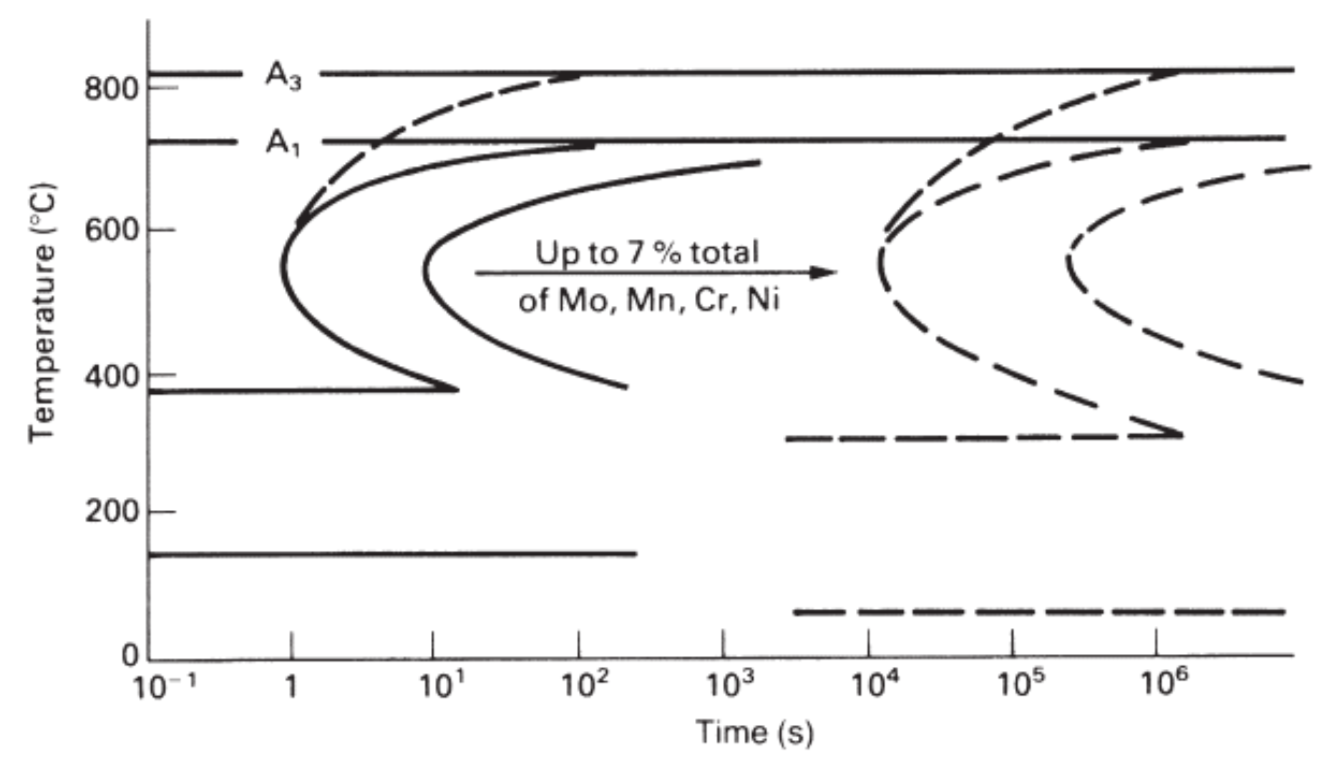 A₃
800
A₁
600
Up to 7 % total
of Mo, Mn, Cr, Ni
400
200
0
10⁻¹ 1 10¹ 10² 10³ 10⁴ 10⁵ 10⁶
Time (s)
Temperature (°C)